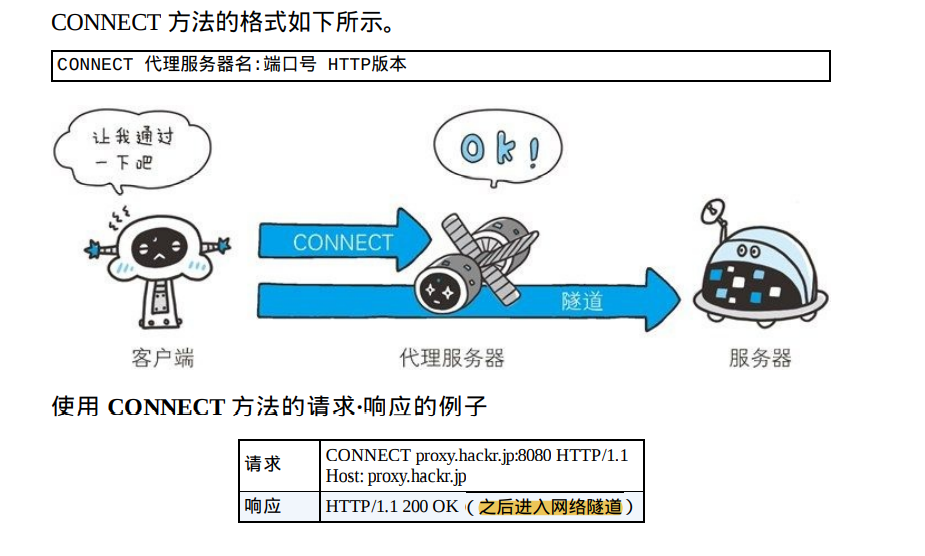 CONNECT 方法的格式如下所示。
CONNECT 代理服务器名:端口号 HTTP版本
让我通过
一下吧
Ok!
CONNECT
隧道
客户端
代理服务器
服务器
使用 CONNECT 方法的请求·响应的例子
请求
CONNECT proxy.hackr.jp:8080 HTTP/1.1
Host: proxy.hackr.jp
响应
HTTP/1.1 200 OK（之后进入网络隧道）